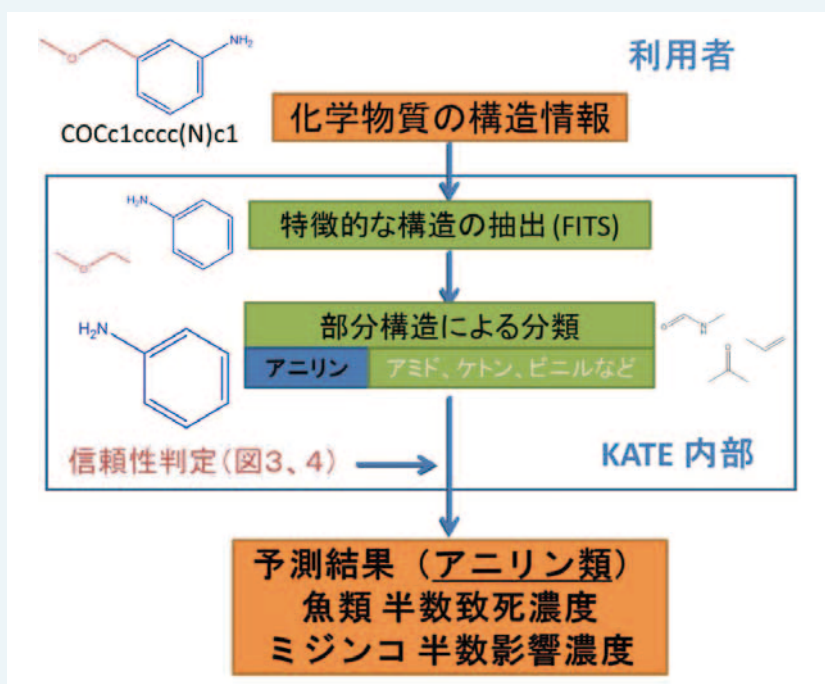 NH₂
O
利用者
COCc1cccc(N)c1
化学物質の構造情報
H₂N
特徴的な構造の抽出(FITS)
O
H₂N
部分構造による分類
アニリン
アミド、ケトン、ビニルなど
O
N
H
O
信頼性判定(図3、4)
KATE 内部
予測結果(アニリン類)
魚類 半数致死濃度
ミジンコ 半数影響濃度